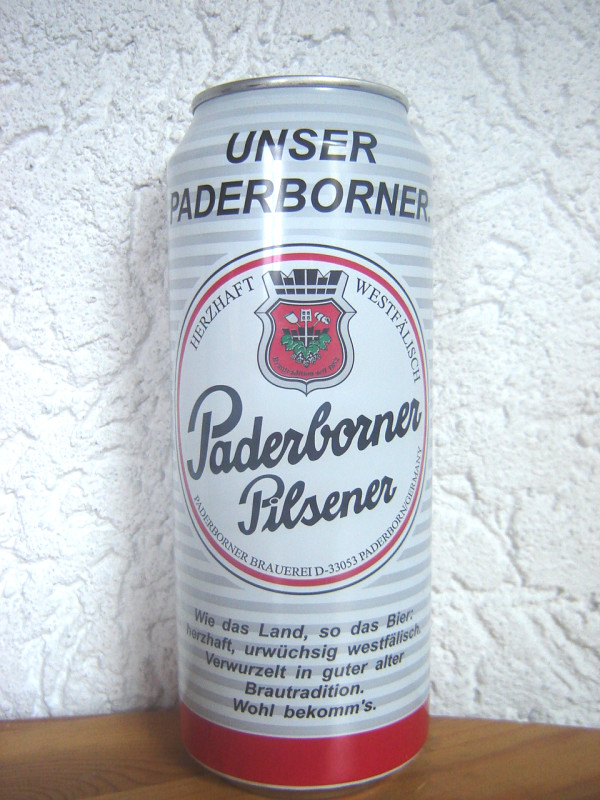 UNSER
PADERBORNER.
HERZHAFT WESTFÄLISCH
Paderborner
Pilsener
PADERBORNER BRAUEREI D-33053 PADERBORN/GERMANY
Wie das Land, so das Bier:
herzhaft, urwüchsig westfälisch.
Verwurzelt in guter alter
Brautradition.
Wohl bekomm's.